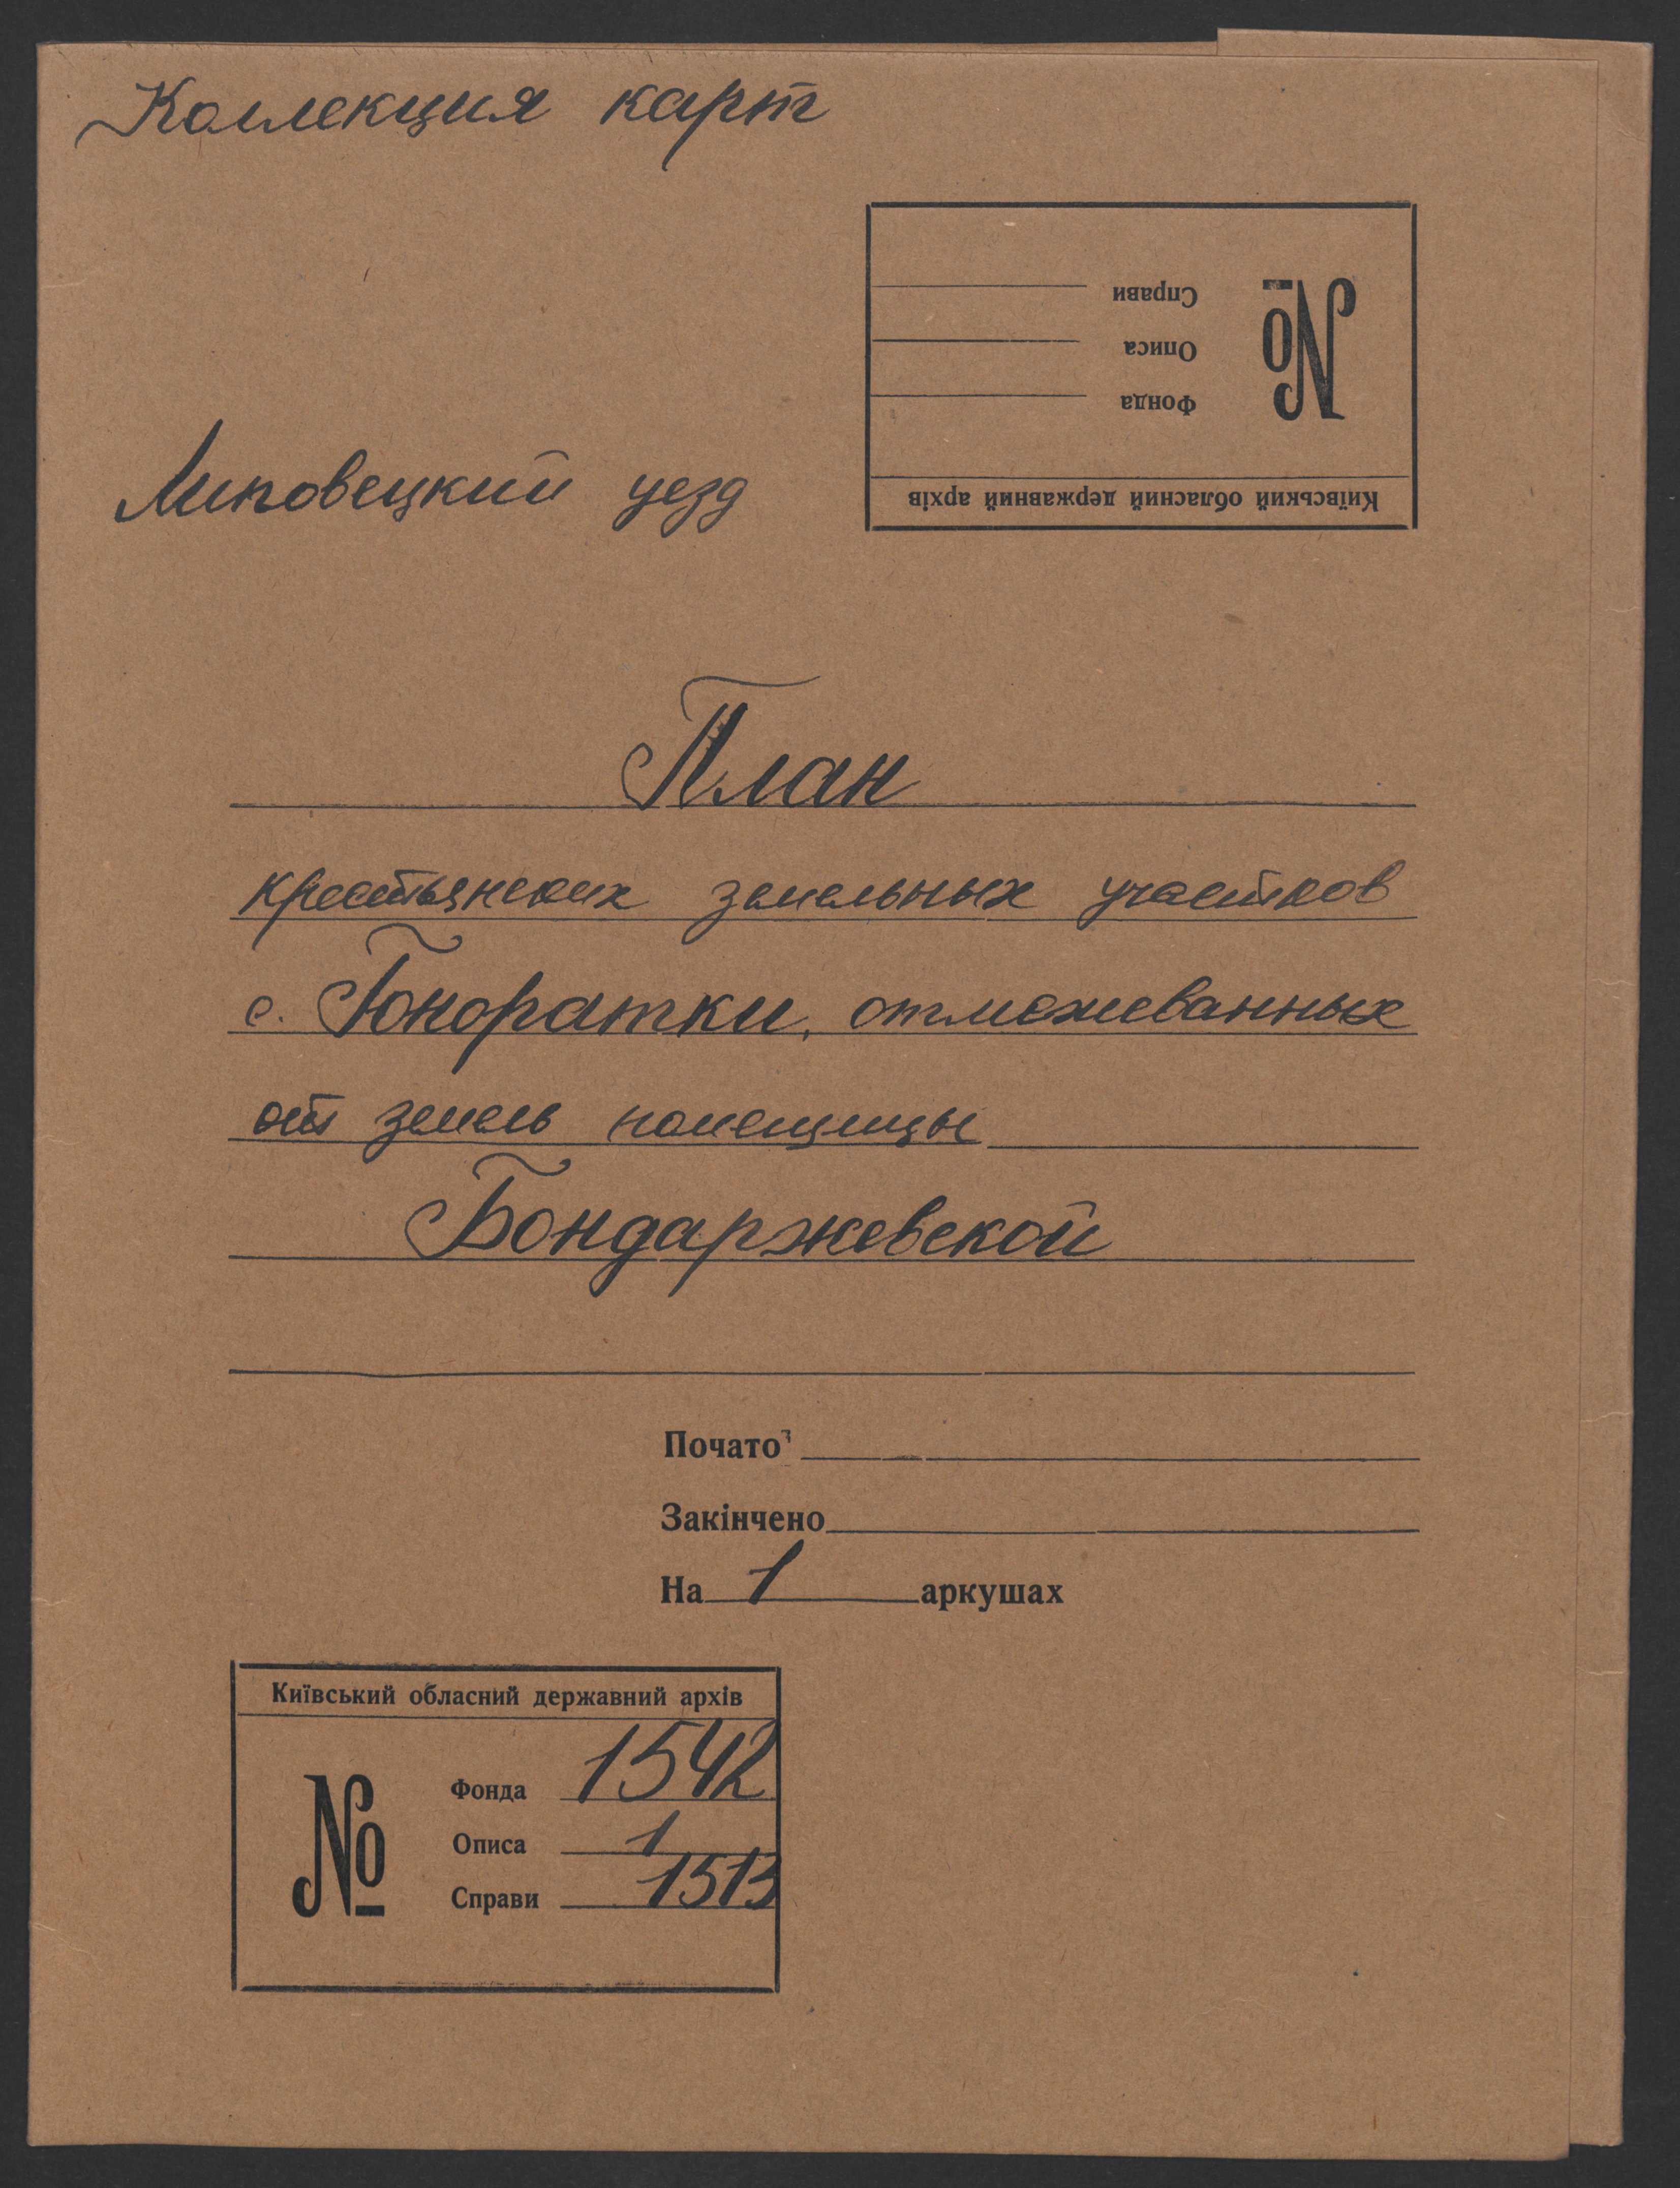 Коллекция карт
Справи
Описа
Фонда
№
Київський обласний державний архів
Липовецкий уезд
План
крестьянских земельных участков
с. Гоноратки, отмежеванных
от земель помещицы
Бондаржевской
Почато
Закінчено
На 1 аркушах
Київський обласний державний архів
№
Фонда 1542
Описа 1
Справи 1513